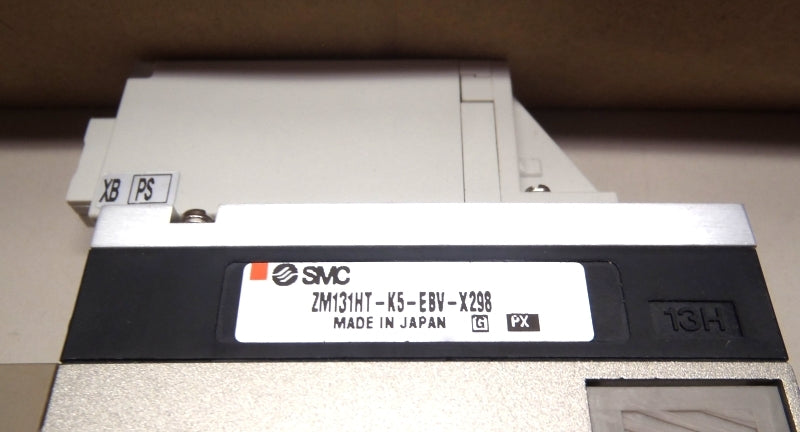 XB PS
SMC
ZM131HT-K5-EBV-X298
MADE IN JAPAN G PX
13H